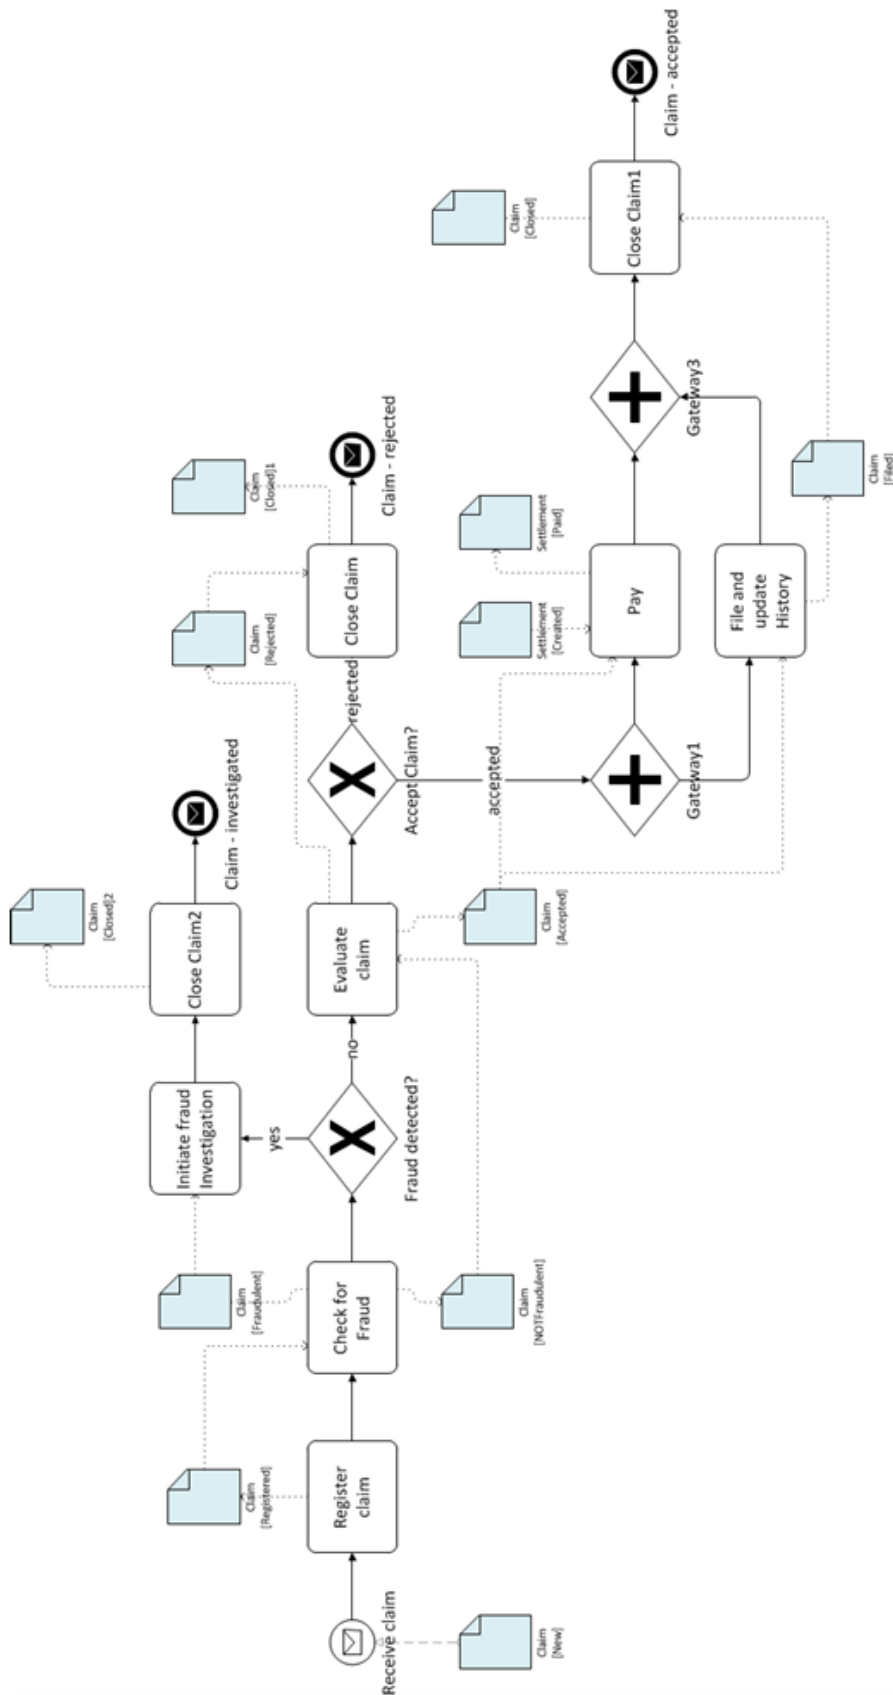 Receive claim
Claim
[New]
Register
claim
Claim
[Registered]
Check for
Fraud
Claim
[Fraudulent]
Claim
[NOTFraudulent]
Fraud detected?
yes
no
Initiate fraud
Investigation
Close Claim2
Claim
[Closed]2
Claim - investigated
Evaluate
claim
Claim
[Accepted]
Accept Claim?
rejected
accepted
Claim
[Rejected]
Close Claim
Claim
[Closed]1
Claim - rejected
Gateway1
Settlement
[Created]
Pay
Settlement
[Paid]
File and
update
History
Claim
[Filed]
Gateway3
Close Claim1
Claim
[Closed]
Claim - accepted